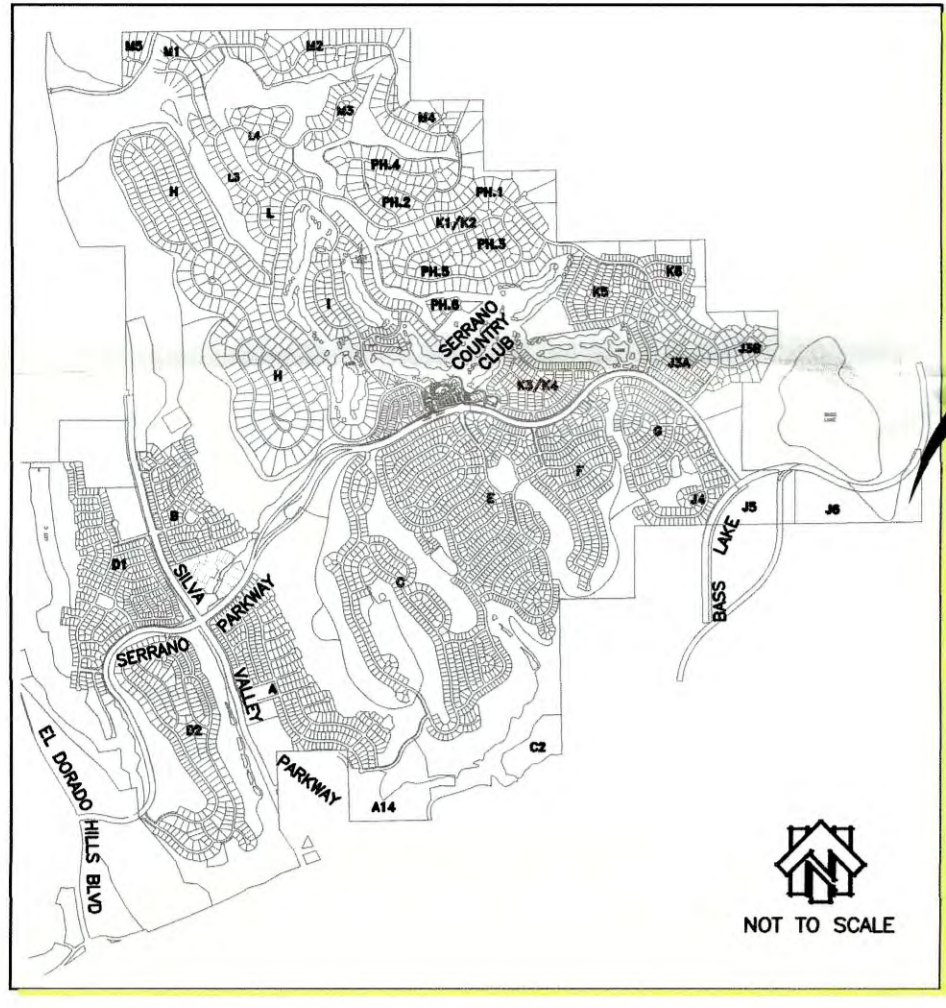 M5
M1
M2
M3
M4
L4
L3
L
H
PH.4
PH.2
PH.1
K1/K2
PH.3
PH.5
PH.6
I
H
SERRANO
COUNTRY
CLUB
K5
K6
J3A
J3B
K3/K4
BASS
LAKE
G
F
E
J4
J5
J6
BASS LAKE
B
D1
SILVA
VALLEY
PARKWAY
SERRANO
PARKWAY
A
C
C2
D2
A14
EL DORADO HILLS BLVD
N
NOT TO SCALE